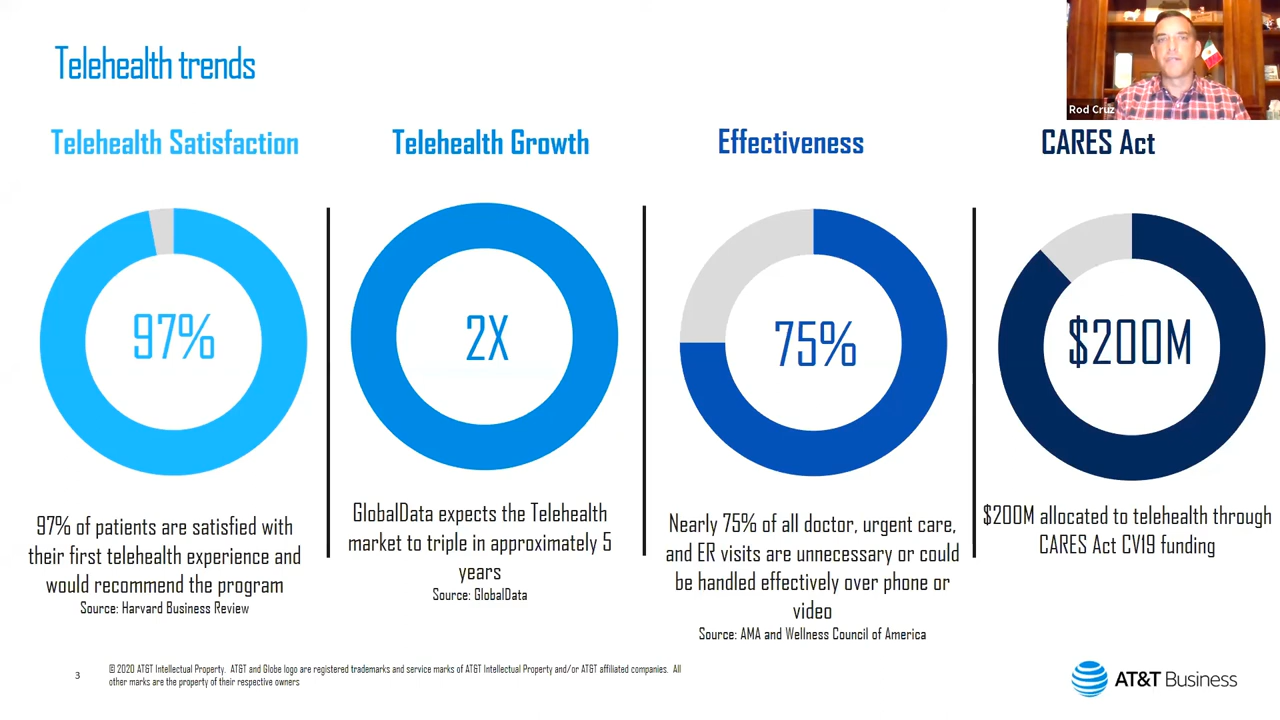 Telehealth trends
Rod Cruz
Telehealth Satisfaction
97%
97% of patients are satisfied with
their first telehealth experience and
would recommend the program
Source: Harvard Business Review
Telehealth Growth
2X
GlobalData expects the Telehealth
market to triple in approximately 5
years
Source: GlobalData
Effectiveness
75%
Nearly 75% of all doctor, urgent care,
and ER visits are unnecessary or could
be handled effectively over phone or
video
Source: AMA and Wellness Council of America
CARES Act
$200M
$200M allocated to telehealth through
CARES Act CV19 funding
3
© 2020 AT&T Intellectual Property. AT&T and Globe logo are registered trademarks and service marks of AT&T Intellectual Property and/or AT&T affiliated companies. All
other marks are the property of their respective owners
AT&T Business